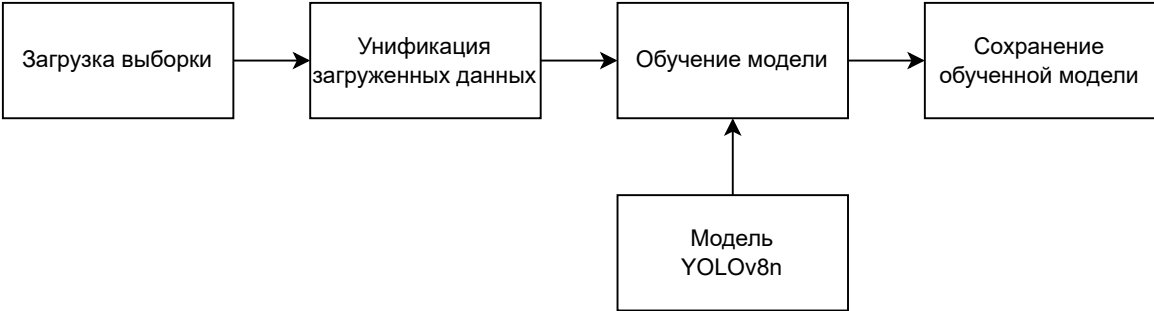 Загрузка выборки
Унификация
загруженных данных
Обучение модели
Сохранение
обученной модели
Модель
YOLOv8n